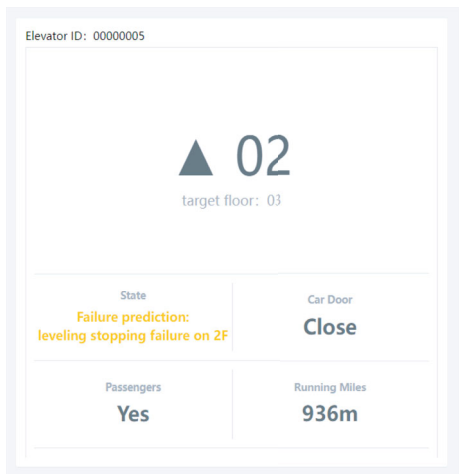 Elevator ID: 00000005
▲ 02
target floor: 03
State
Failure prediction:
leveling stopping failure on 2F
Car Door
Close
Passengers
Yes
Running Miles
936m